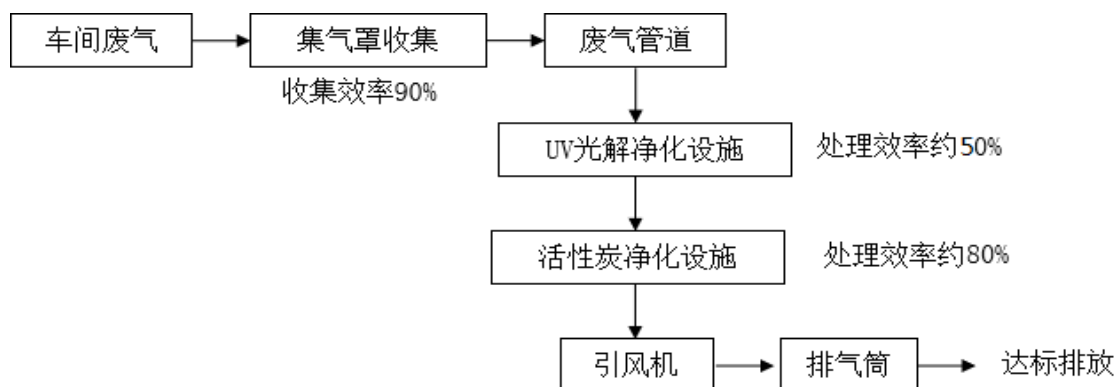 车间废气
集气罩收集
废气管道
收集效率90%
UV光解净化设施
处理效率约50%
活性炭净化设施
处理效率约80%
引风机
排气筒
达标排放